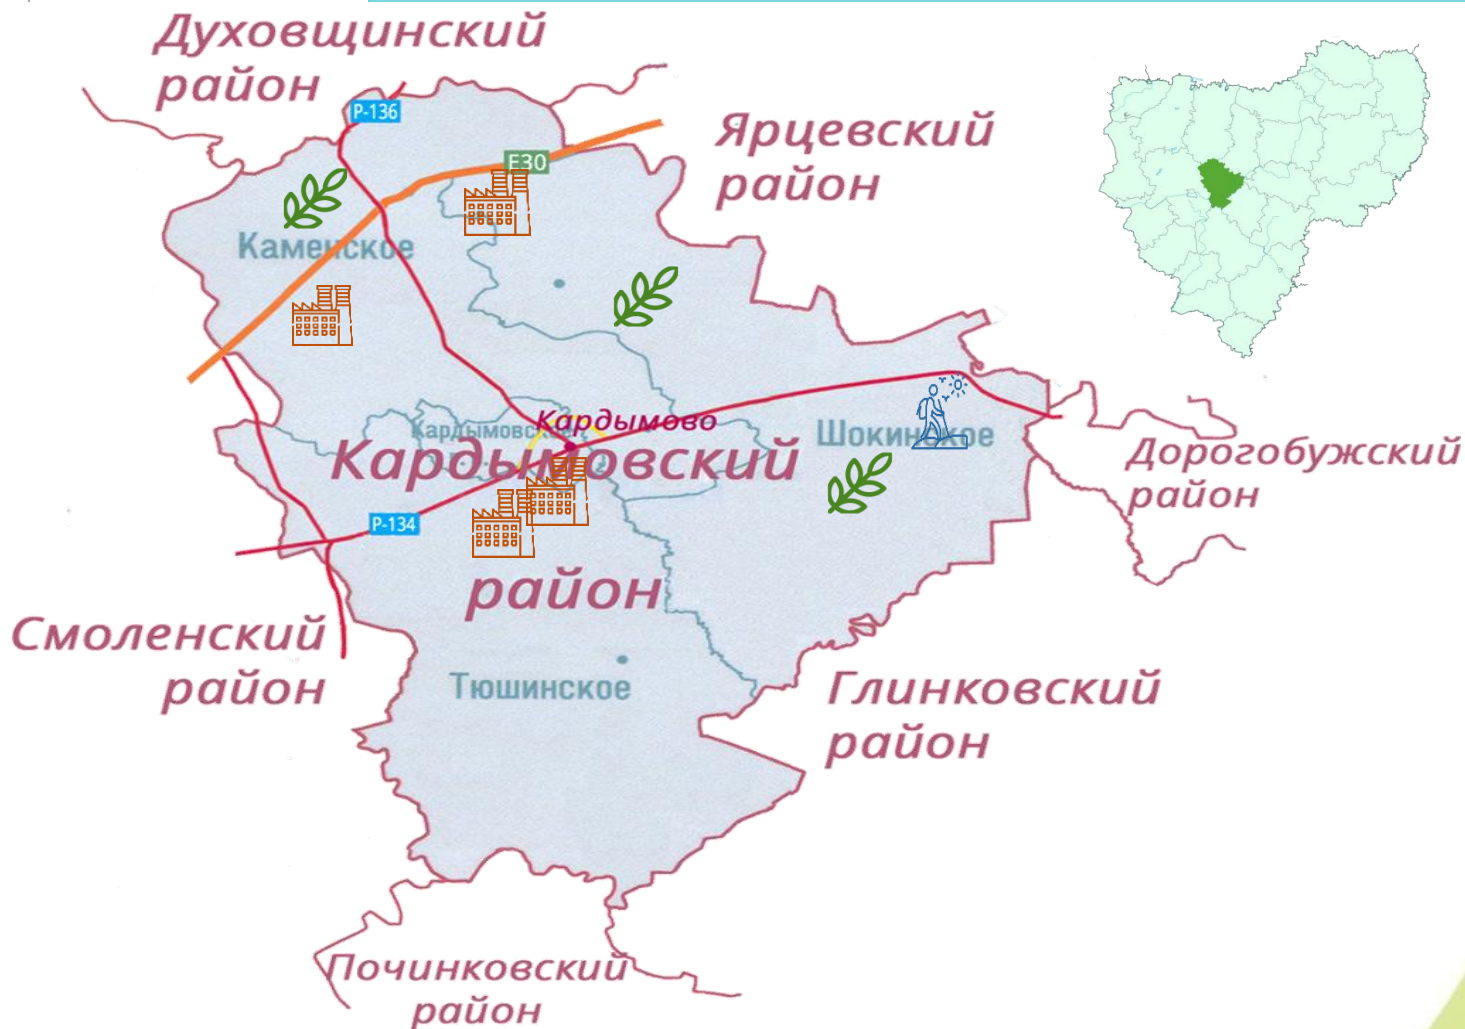 Духовщинский
район
Р-136
Ярцевский
район
E30
Каменское
Кардымово
Кардымовское
Шокинское
Кардымовский
район
Дорогобужский
район
Р-134
Смоленский
район
Тюшинское
Глинковский
район
Починковский
район